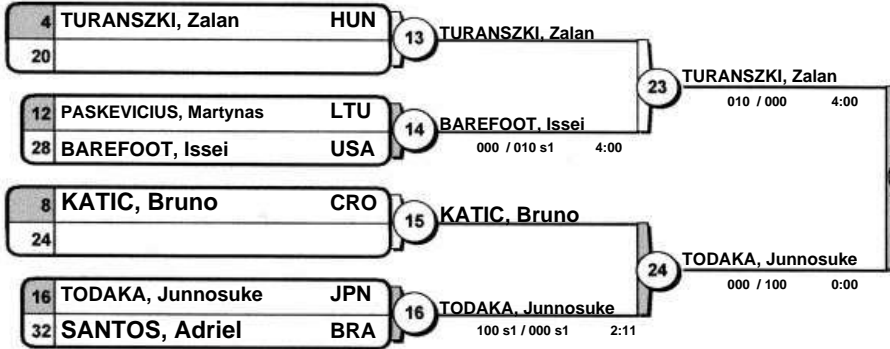 4 TURANSZKI, Zalan HUN
20
13 TURANSZKI, Zalan
12 PASKEVICIUS, Martynas LTU
28 BAREFOOT, Issei USA
14 BAREFOOT, Issei
000 / 010 s1 4:00
23 TURANSZKI, Zalan
010 / 000 4:00
8 KATIC, Bruno CRO
24
15 KATIC, Bruno
16 TODAKA, Junnosuke JPN
32 SANTOS, Adriel BRA
16 TODAKA, Junnosuke
100 s1 / 000 s1 2:11
24 TODAKA, Junnosuke
000 / 100 0:00